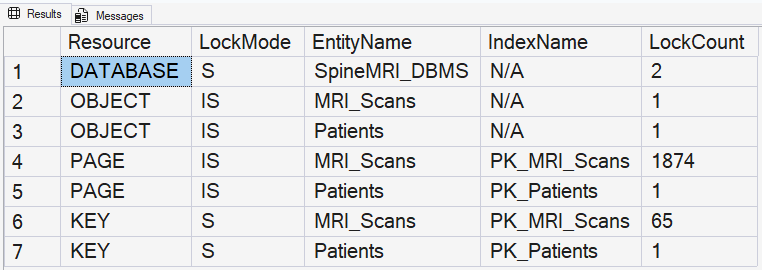 Results Messages
Resource LockMode EntityName IndexName LockCount
1 DATABASE S SpineMRI_DBMS N/A 2
2 OBJECT IS MRI_Scans N/A 1
3 OBJECT IS Patients N/A 1
4 PAGE IS MRI_Scans PK_MRI_Scans 1874
5 PAGE IS Patients PK_Patients 1
6 KEY S MRI_Scans PK_MRI_Scans 65
7 KEY S Patients PK_Patients 1